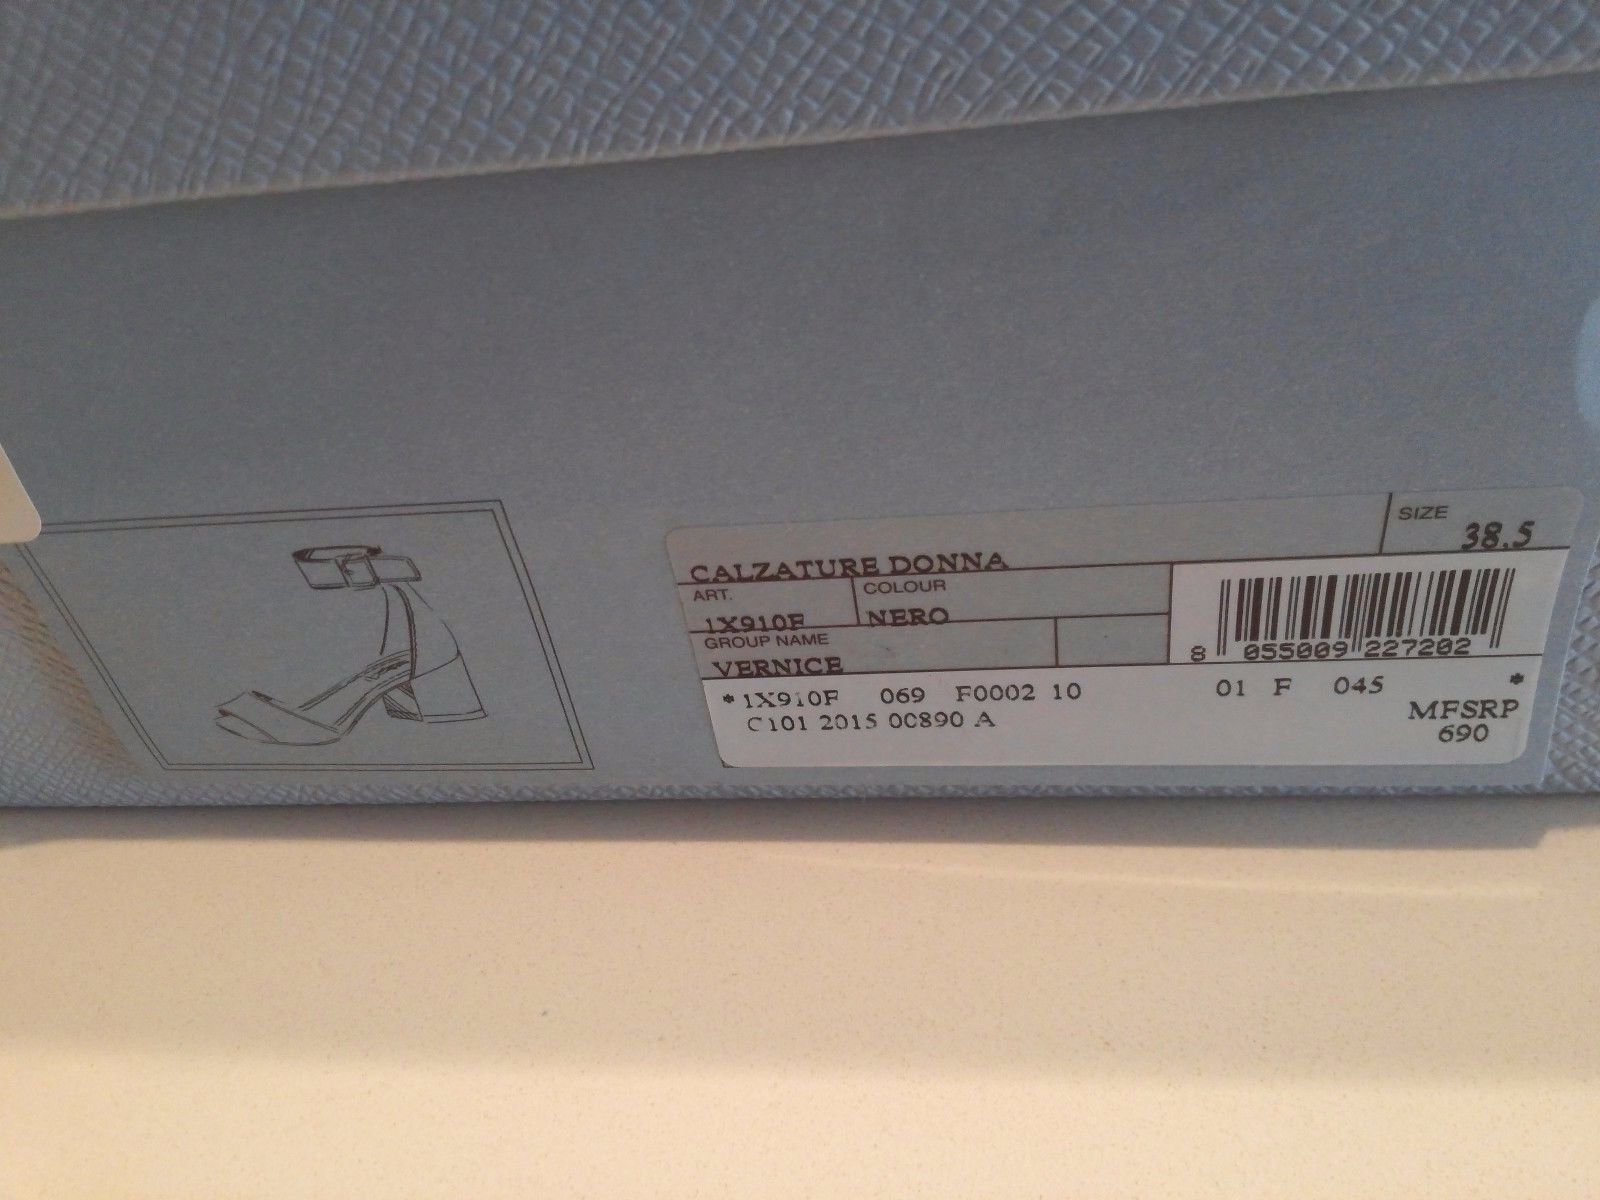 SIZE
38.5
CALZATURE DONNA
ART.
COLOUR
1X910F
NERO
GROUP NAME
VERNICE
8 055009 227202
* 1X910F 069 F0002 10 01 F 045 *
C101 2015 00890 A
MFSRP
690